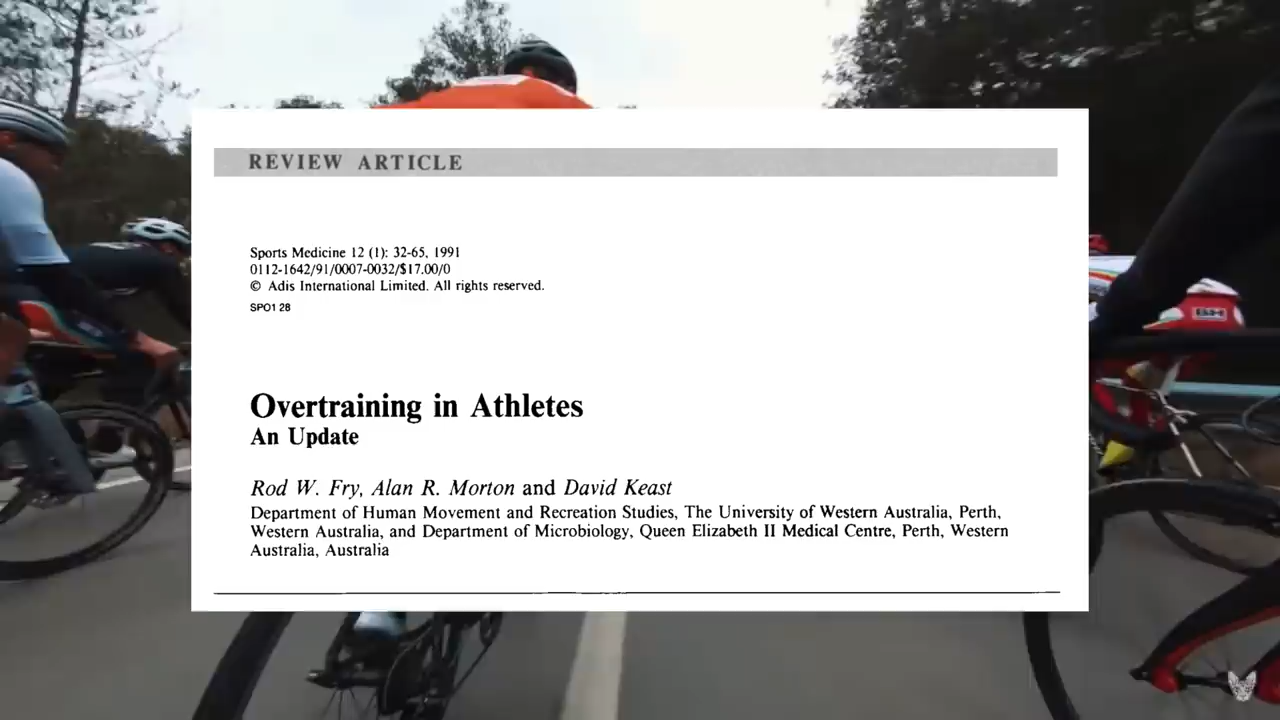 REVIEW ARTICLE
Sports Medicine 12 (1): 32-65, 1991
0112-1642/91/0007-0032/$17.00/0
© Adis International Limited. All rights reserved.
SPO1 28
Overtraining in Athletes
An Update
Rod W. Fry, Alan R. Morton and David Keast
Department of Human Movement and Recreation Studies, The University of Western Australia, Perth,
Western Australia, and Department of Microbiology, Queen Elizabeth II Medical Centre, Perth, Western
Australia, Australia
BH